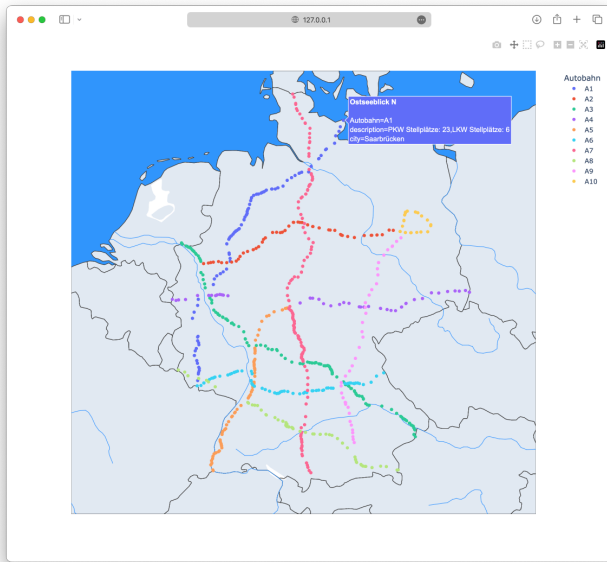 127.0.0.1
Ostseeblick N
Autobahn=A1
description=PKW Stellplätze: 23,LKW Stellplätze: 6
city=Saarbrücken
Autobahn
A1
A2
A3
A4
A5
A6
A7
A8
A9
A10